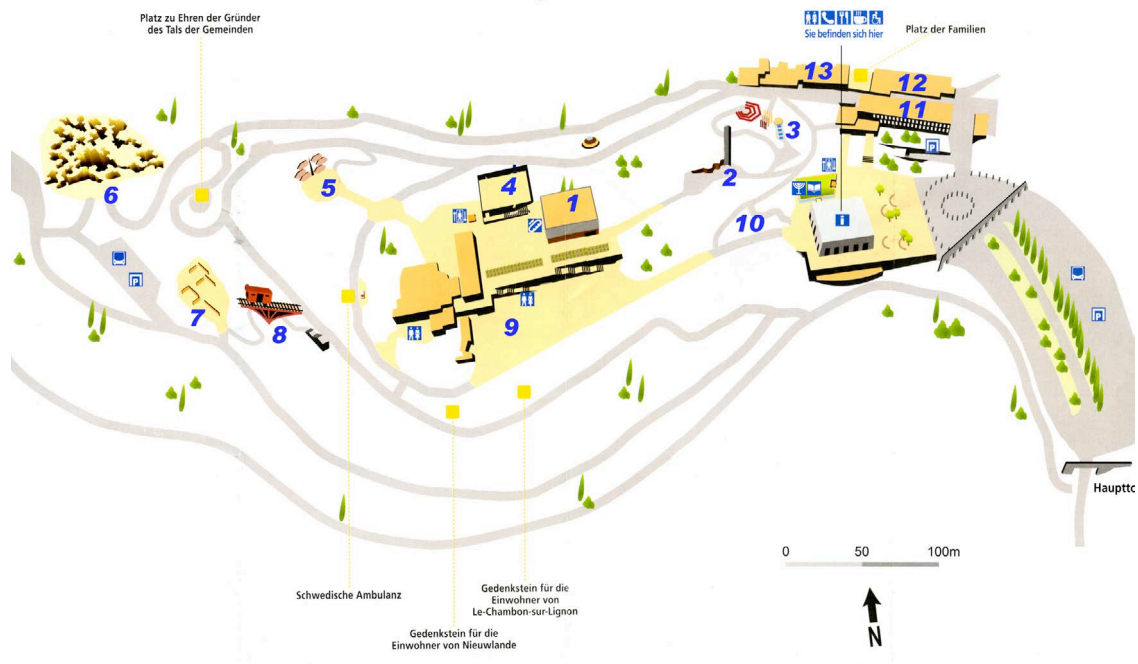 Platz zu Ehren der Gründer
des Tals der Gemeinden
Sie befinden sich hier
Platz der Familien
13
12
11
3
6
5
4
2
1
10
i
P
P
7
8
9
P
Hauptto
0 50 100m
N
Schwedische Ambulanz
Gedenkstein für die
Einwohner von
Le-Chambon-sur-Lignon
Gedenkstein für die
Einwohner von Nieuwlande